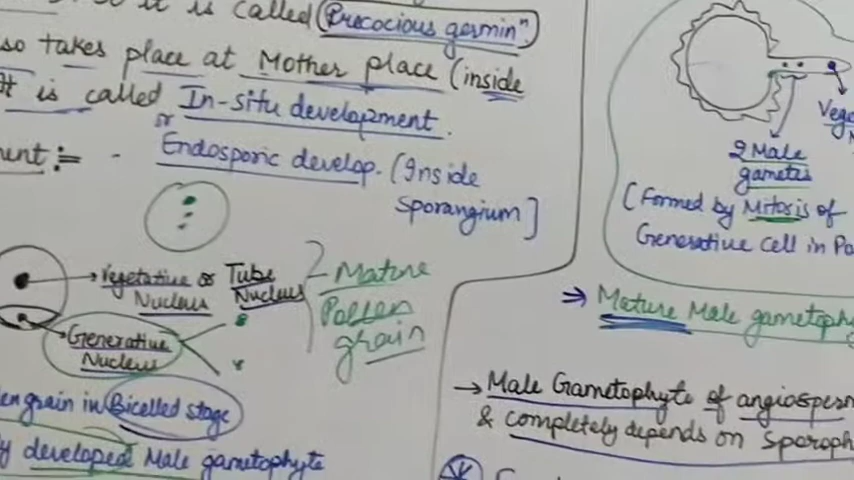 it is called (Precocious germin")
so takes place at Mother place (inside
It is called In-situ development.
or
ment :- - Endosporic develop. (Inside
Sporangium]
Vegetative or Tube
Nucleus Nucleus
Generative
Nucleus
Mature
Pollen
grain
grain in Bicelled stage
developed Male gametophyte
2 Male
gametes
(Formed by Mitosis of
Generative cell in Po
⇒ Mature Male gametophy
→ Male Gametophyte of angiosperm
& completely depends on Sporoph